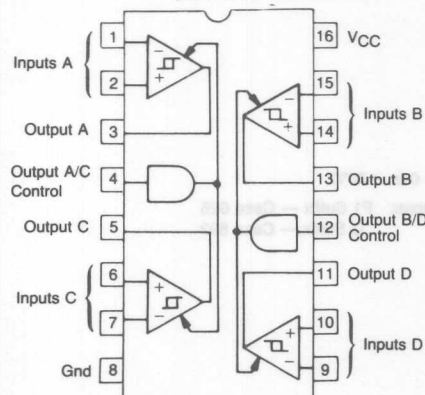 1
Inputs A
2
Output A 3
Output A/C
Control
4
Output C 5
6
Inputs C
7
Gnd 8
16 VCC
15
Inputs B
14
13 Output B
12 Output B/D
Control
11 Output D
10
Inputs D
9